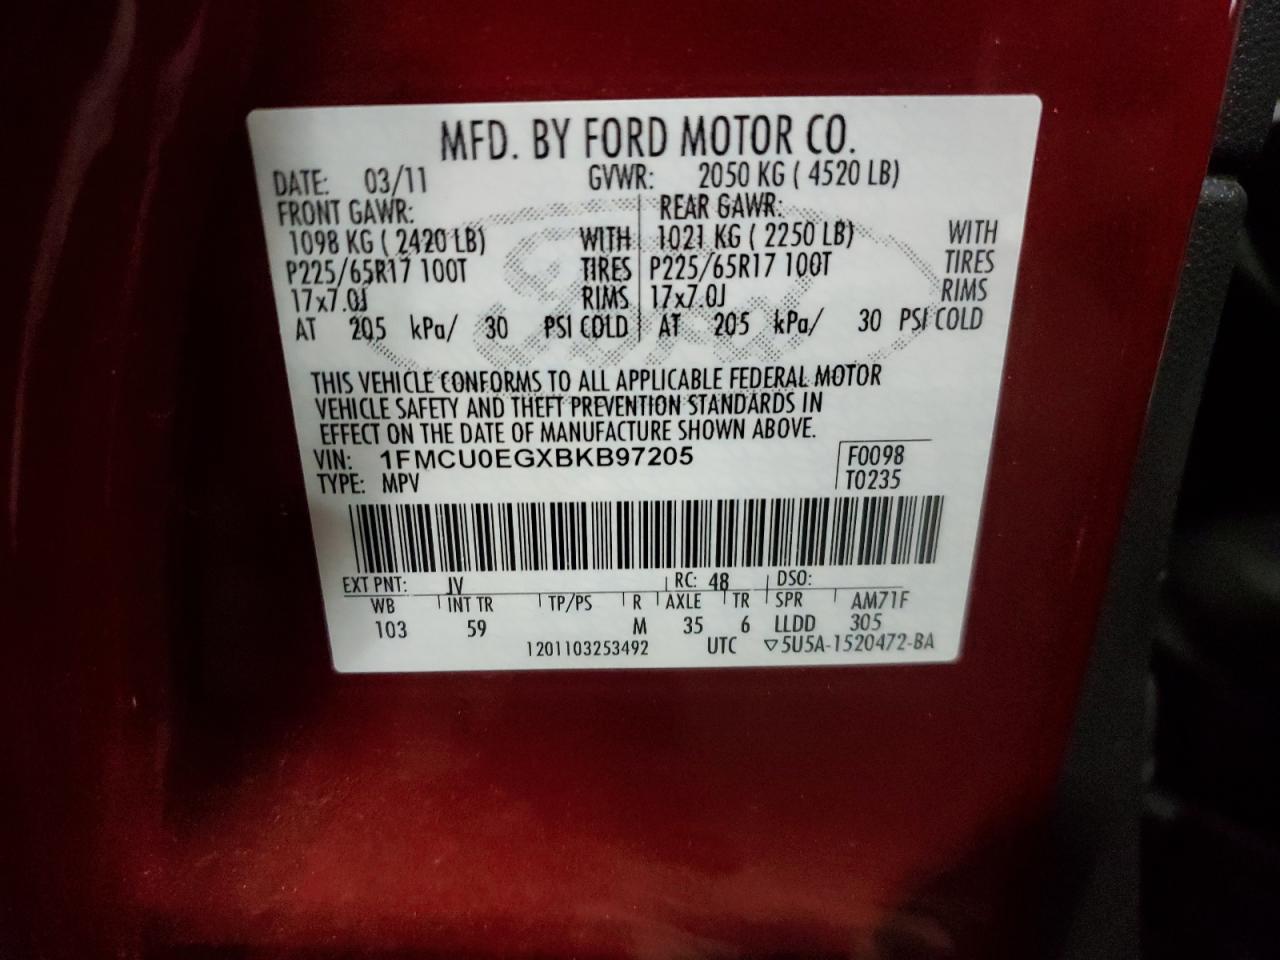 MFD. BY FORD MOTOR CO.
DATE: 03/11 GVWR: 2050 KG ( 4520 LB)
FRONT GAWR: REAR GAWR:
1098 KG ( 2420 LB) WITH 1021 KG ( 2250 LB) WITH
P225/65R17 100T TIRES P225/65R17 100T TIRES
17x7.0J RIMS 17x7.0J RIMS
AT 205 kPa/ 30 PSI COLD AT 205 kPa/ 30 PSI COLD
THIS VEHICLE CONFORMS TO ALL APPLICABLE FEDERAL MOTOR
VEHICLE SAFETY AND THEFT PREVENTION STANDARDS IN
EFFECT ON THE DATE OF MANUFACTURE SHOWN ABOVE.
VIN: 1FMCU0EGXBKB97205 F0098
TYPE: MPV T0235
EXT PNT: JV RC: 48 DSO:
WB INT TR TP/PS R AXLE TR SPR AM71F
103 59 M 35 6 LLDD 305
1201103253492 UTC ▽5U5A-1520472-BA
Ford